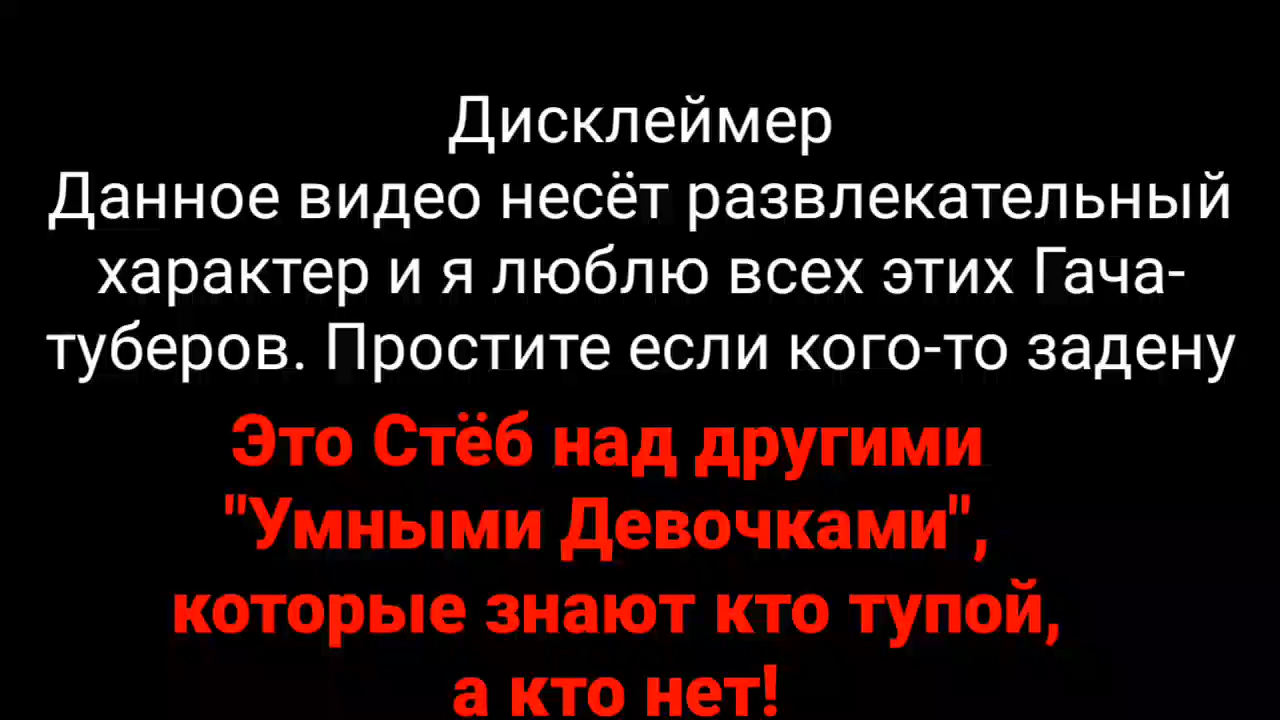 Дисклеймер
Данное видео несёт развлекательный
характер и я люблю всех этих Гача-
туберов. Простите если кого-то задену
Это Стёб над другими
"Умными Девочками",
которые знают кто тупой,
а кто нет!